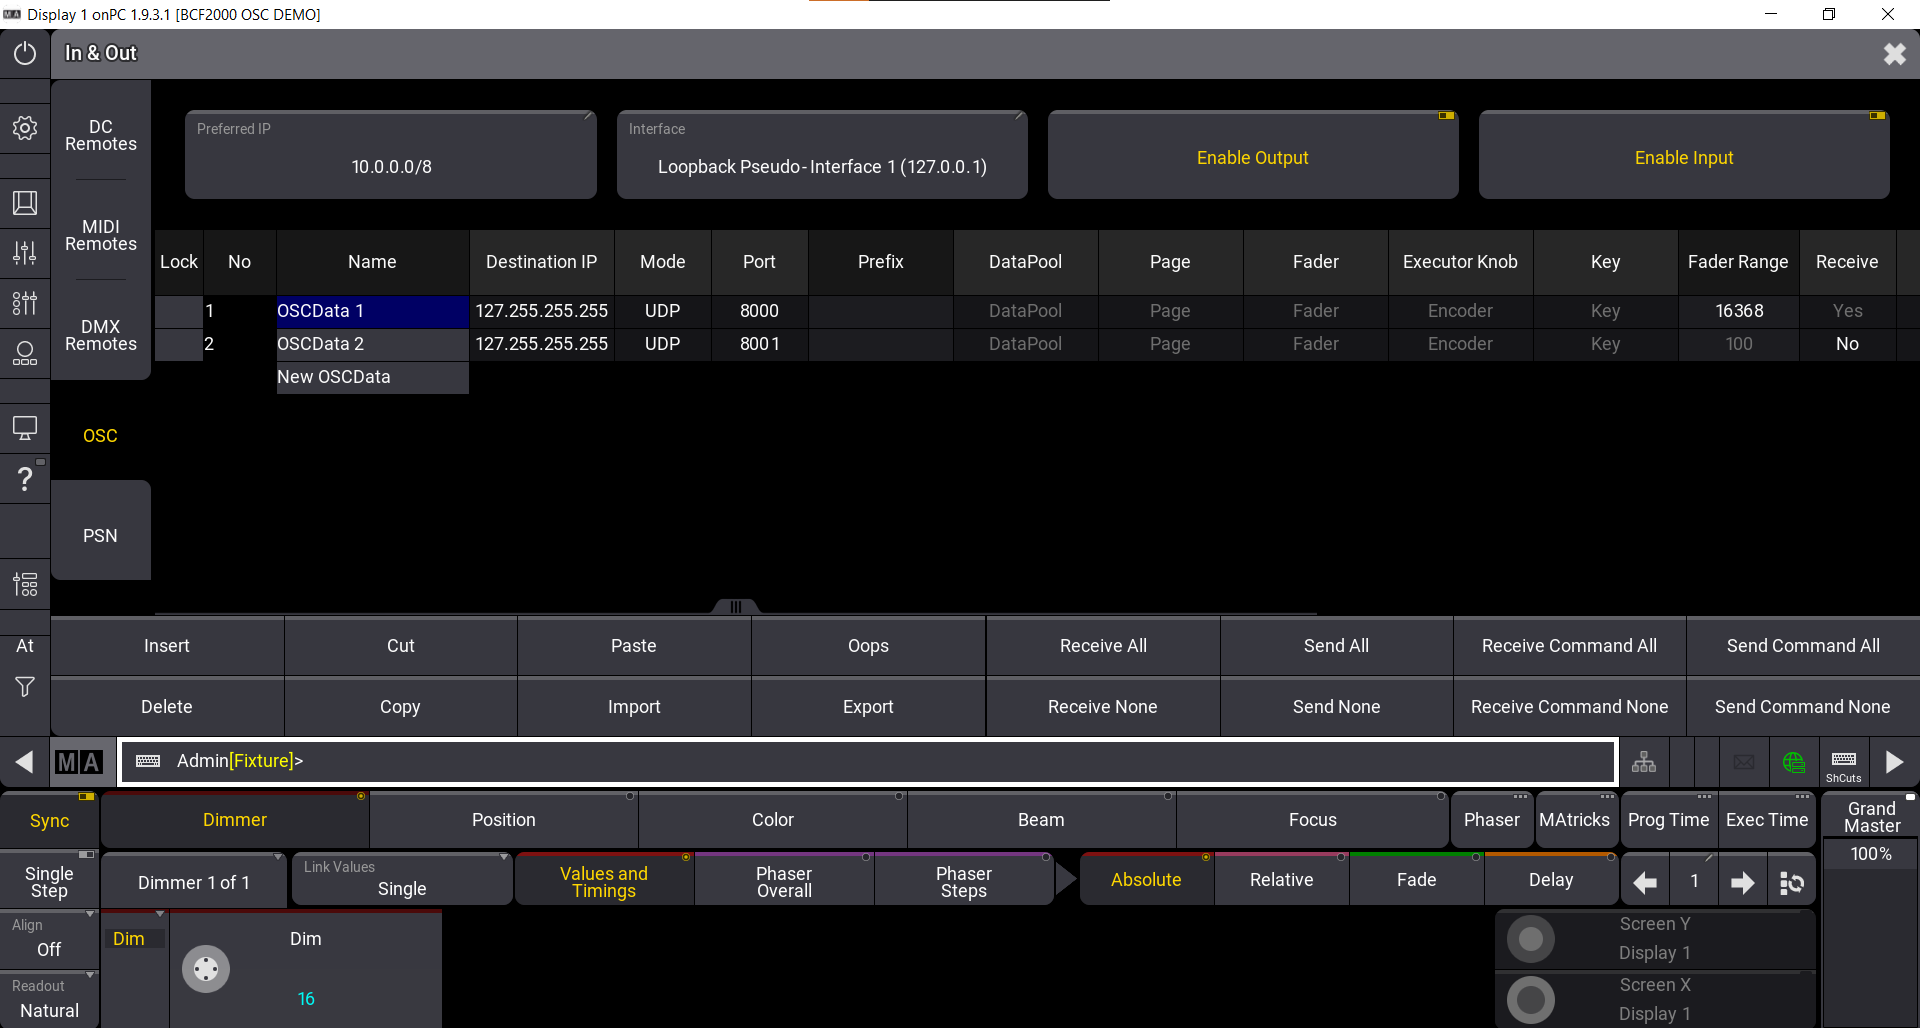 Display 1 onPC 1.9.3.1 [BCF2000 OSC DEMO]
In & Out
DC
Remotes
MIDI
Remotes
DMX
Remotes
OSC
PSN
Preferred IP
10.0.0.0/8
Interface
Loopback Pseudo-Interface 1 (127.0.0.1)
Enable Output
Enable Input
Lock No Name Destination IP Mode Port Prefix DataPool Page Fader Executor Knob Key Fader Range Receive
1 OSCData 1 127.255.255.255 UDP 8000 DataPool Page Fader Encoder Key 16368 Yes
2 OSCData 2 127.255.255.255 UDP 8001 DataPool Page Fader Encoder Key 100 No
New OSCData
Insert Cut Paste Oops Receive All Send All Receive Command All Send Command All
Delete Copy Import Export Receive None Send None Receive Command None Send Command None
At
MA
Admin[Fixture]>
ShCuts
Sync Dimmer Position Color Beam Focus Phaser MAtricks Prog Time Exec Time
Grand
Master
100%
Single
Step
Dimmer 1 of 1
Link Values
Single
Values and
Timings
Phaser
Overall
Phaser
Steps
Absolute Relative Fade Delay 1
Align
Off
Readout
Natural
Dim
Dim
16
Screen Y
Display 1
Screen X
Display 1